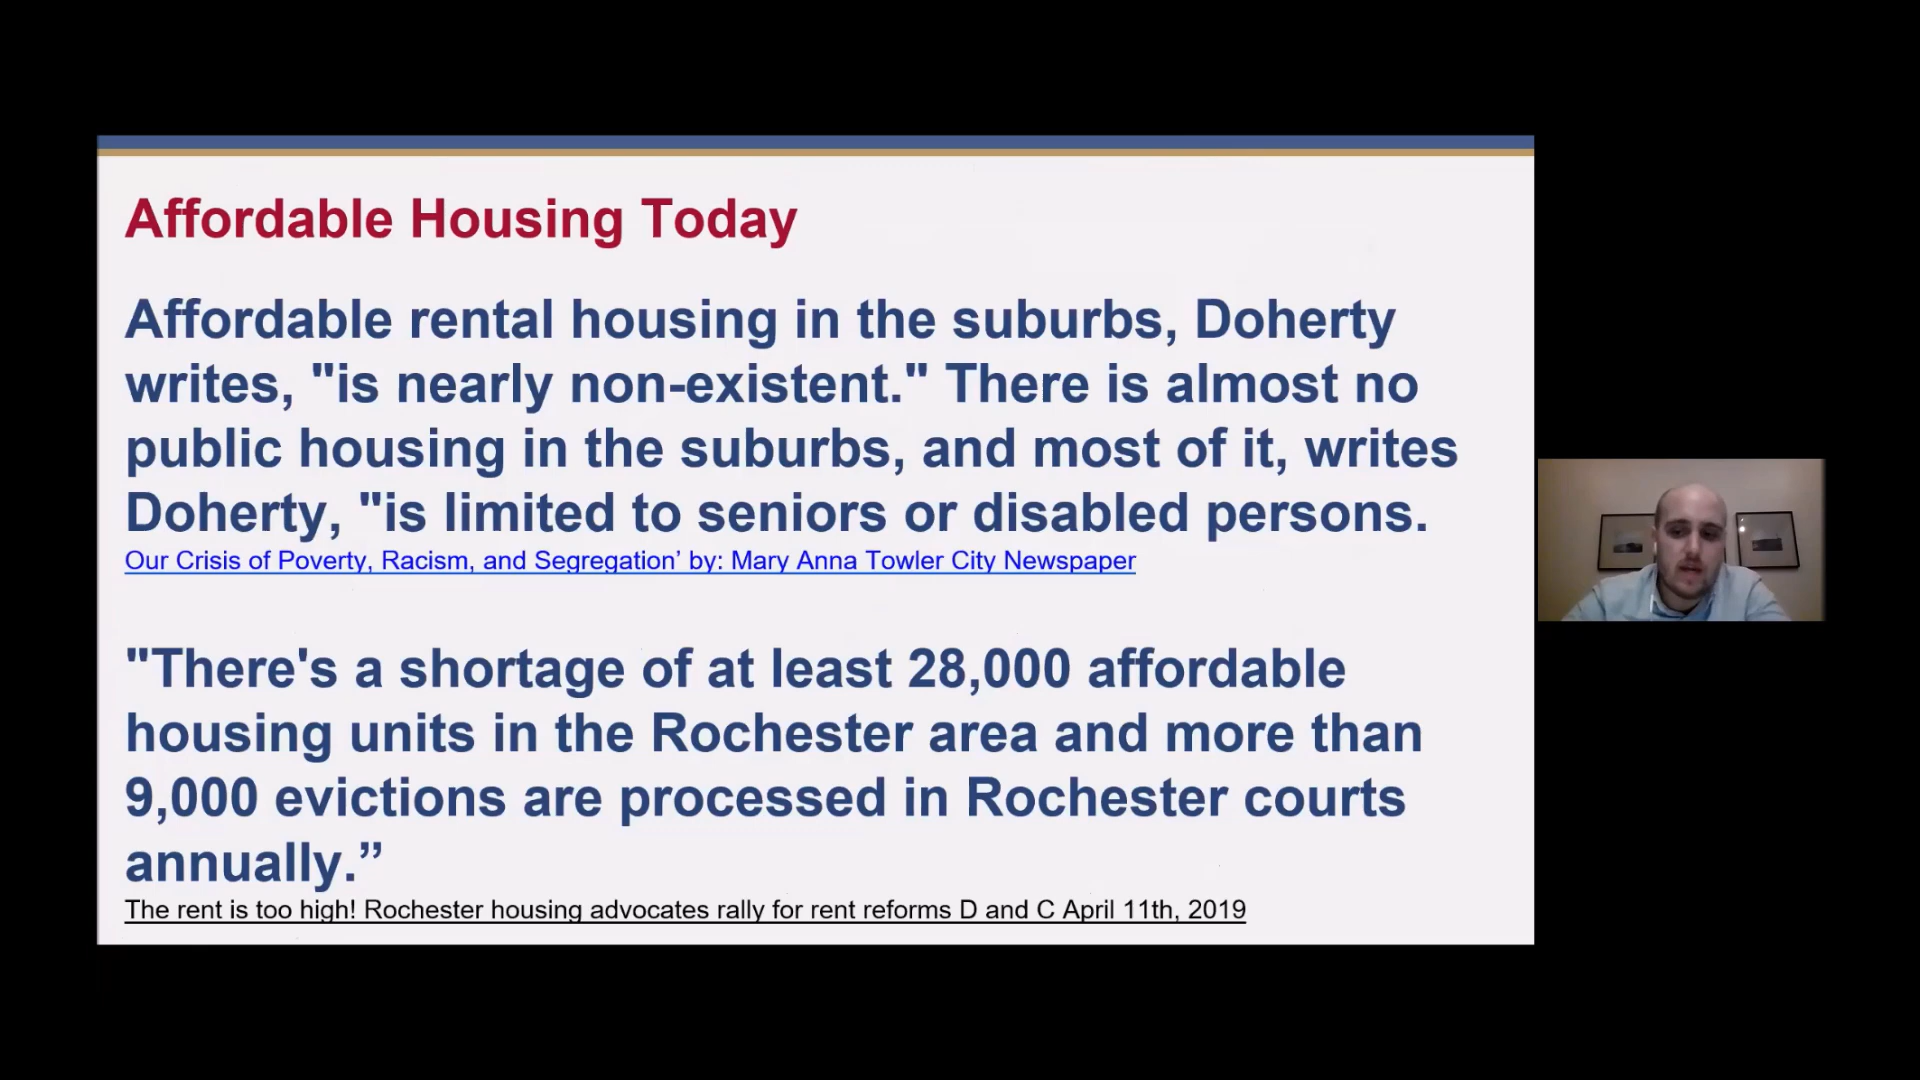 Affordable Housing Today
Affordable rental housing in the suburbs, Doherty
writes, "is nearly non-existent." There is almost no
public housing in the suburbs, and most of it, writes
Doherty, "is limited to seniors or disabled persons.
Our Crisis of Poverty, Racism, and Segregation’ by: Mary Anna Towler City Newspaper
"There's a shortage of at least 28,000 affordable
housing units in the Rochester area and more than
9,000 evictions are processed in Rochester courts
annually.”
The rent is too high! Rochester housing advocates rally for rent reforms D and C April 11th, 2019